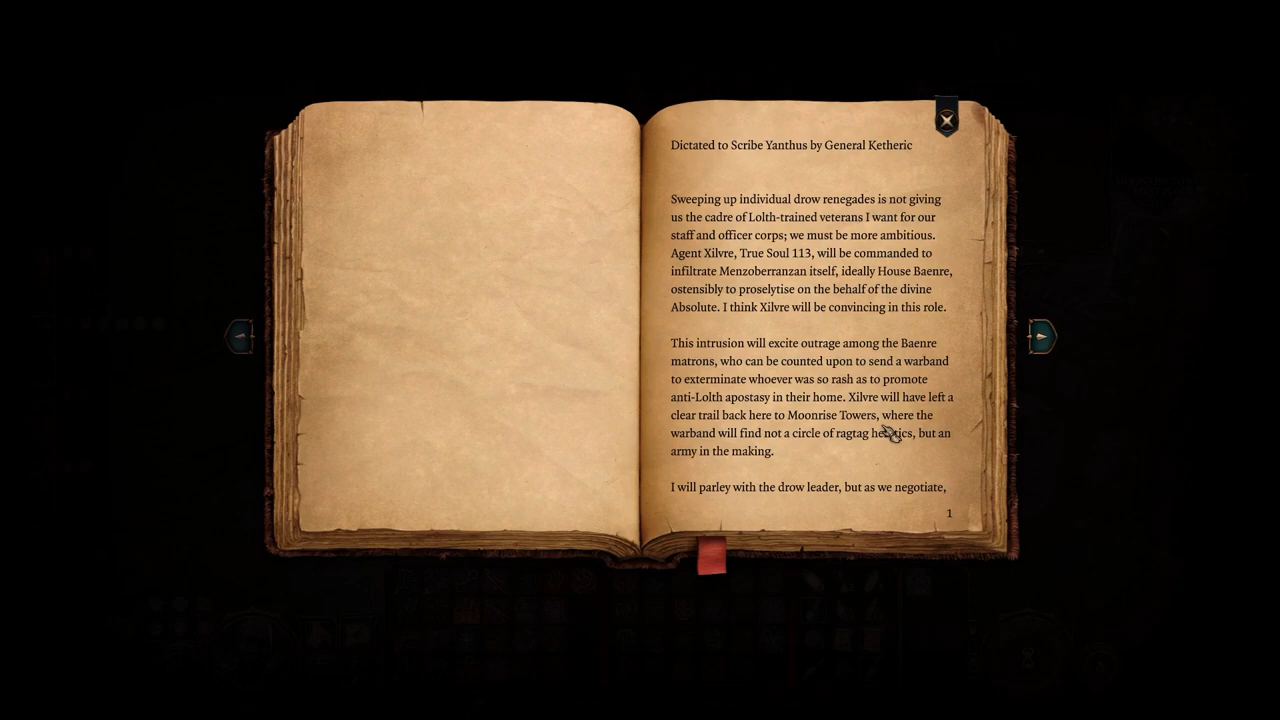 Dictated to Scribe Yanthus by General Ketheric
Sweeping up individual drow renegades is not giving
us the cadre of Lolth-trained veterans I want for our
staff and officer corps; we must be more ambitious.
Agent Xilvre, True Soul 113, will be commanded to
infiltrate Menzoberranzan itself, ideally House Baenre,
ostensibly to proselytise on the behalf of the divine
Absolute. I think Xilvre will be convincing in this role.
This intrusion will excite outrage among the Baenre
matrons, who can be counted upon to send a warband
to exterminate whoever was so rash as to promote
anti-Lolth apostasy in their home. Xilvre will have left a
clear trail back here to Moonrise Towers, where the
warband will find not a circle of ragtag heretics, but an
army in the making.
I will parley with the drow leader, but as we negotiate,
1